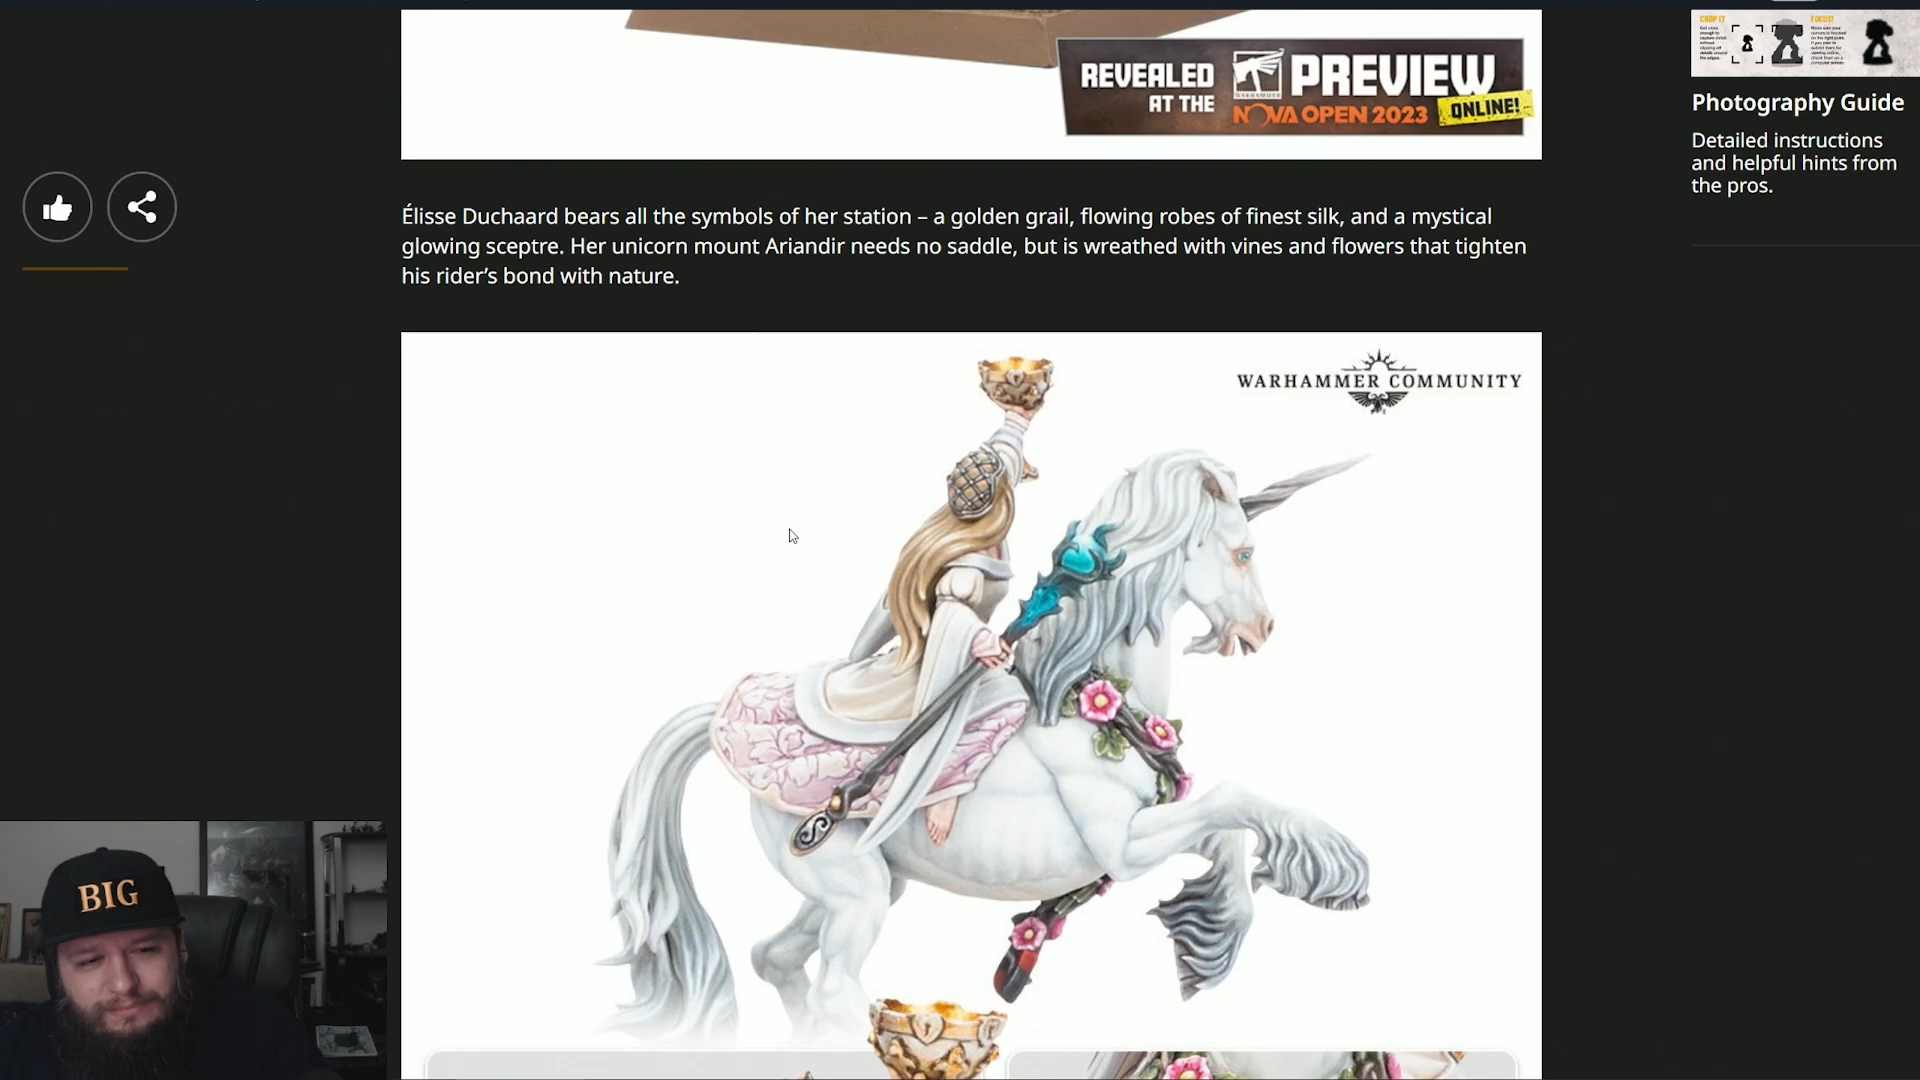 CROP IT
FOCUS!
REVEALED
AT THE
PREVIEW
NOVA OPEN 2023
ONLINE!
Photography Guide
Detailed instructions
and helpful hints from
the pros.
Élisse Duchaard bears all the symbols of her station – a golden grail, flowing robes of finest silk, and a mystical
glowing sceptre. Her unicorn mount Ariandir needs no saddle, but is wreathed with vines and flowers that tighten
his rider’s bond with nature.
WARHAMMER COMMUNITY
BIG